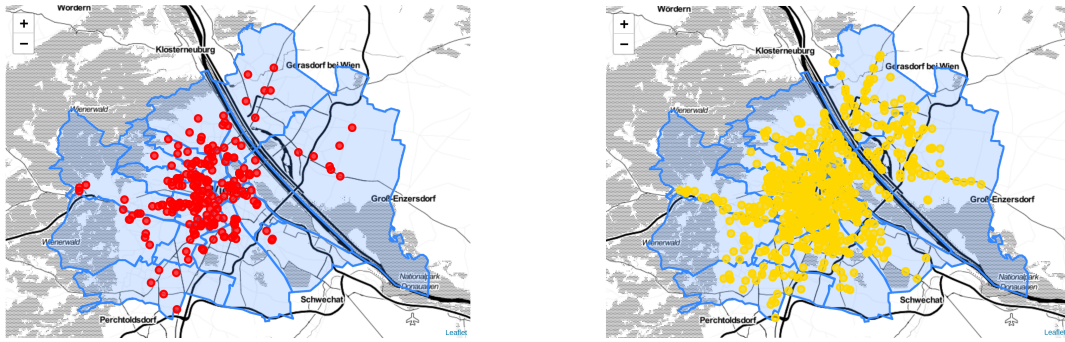 Wördern
+
−
Klosterneuburg
Gerasdorf bei Wien
Wienerwald
Groß-Enzersdorf
Wienerwald
Nationalpark
Donauauen
Schwechat
Perchtoldsdorf
Leaflet
Wördern
+
−
Klosterneuburg
Gerasdorf bei Wien
Wienerwald
Groß-Enzersdorf
Wienerwald
Nationalpark
Donauauen
Schwechat
Perchtoldsdorf
Leaflet